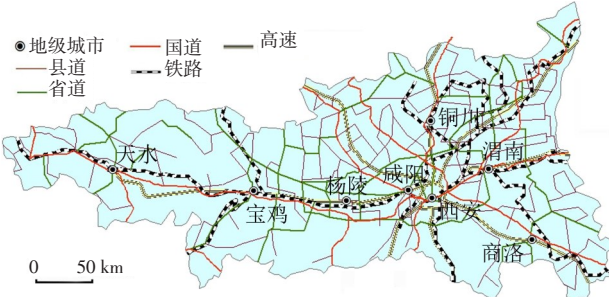 地级城市 国道 高速
县道 铁路
省道
铜川
天水 咸阳 渭南
杨陵
宝鸡 西安
商洛
0 50 km